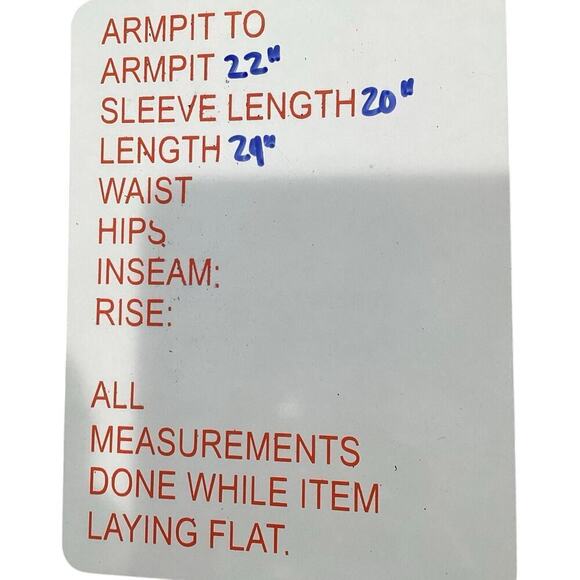 ARMPIT TO
ARMPIT 22"
SLEEVE LENGTH 20"
LENGTH
WAIST
HIPS
INSEAM:
RISE:
ALL
MEASUREMENTS
DONE WHILE ITEM
LAYING FLAT.